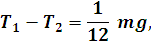 T₁ − T₂ = 1/12 mg,